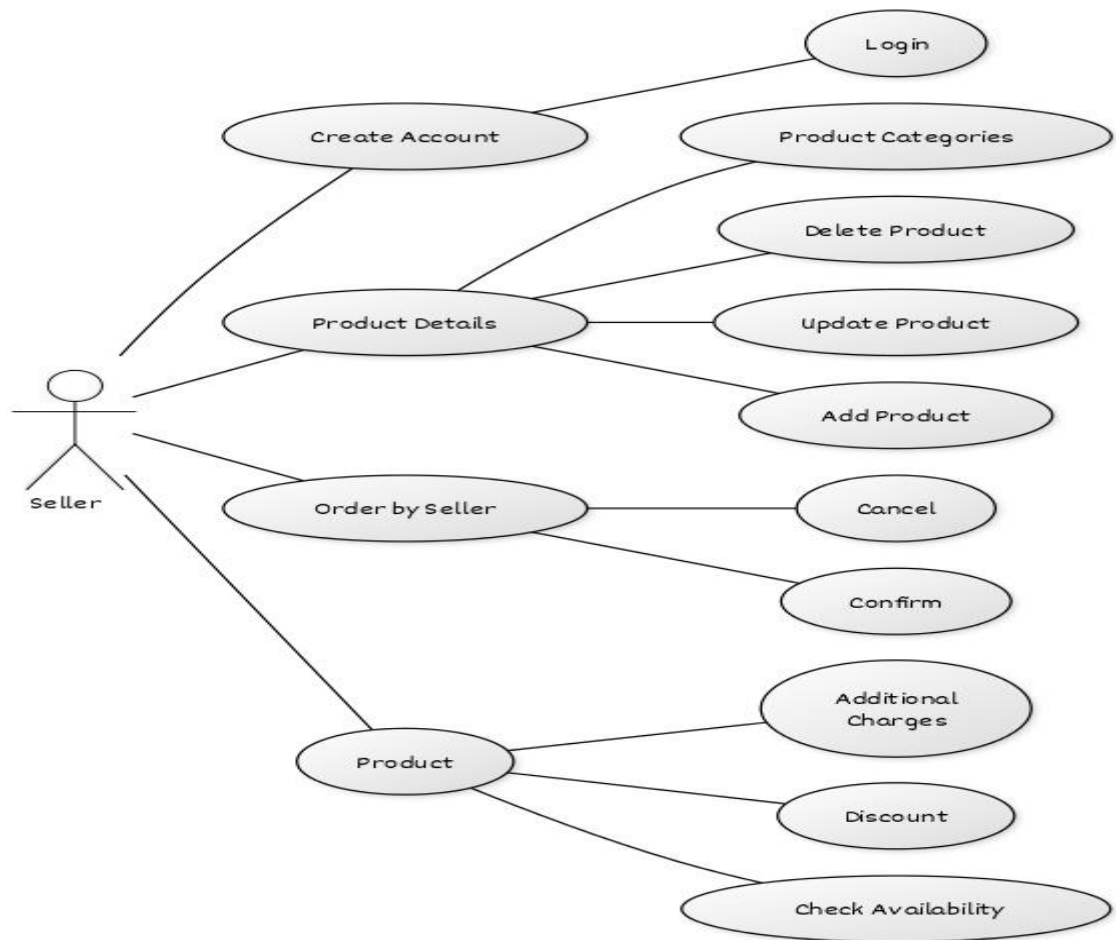 Login
Create Account
Product Categories
Delete Product
Product Details
Update Product
Add Product
Seller
Order by Seller
Cancel
Confirm
Additional
Charges
Product
Discount
Check Availability